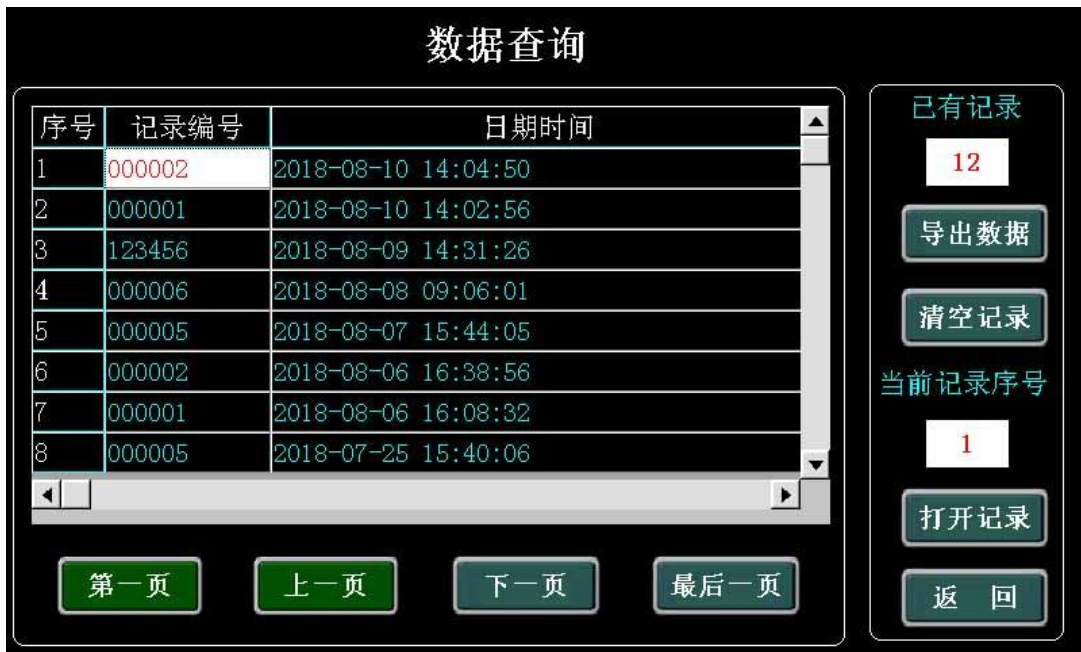 数据查询
序号 记录编号 日期时间
1 000002 2018-08-10 14:04:50
2 000001 2018-08-10 14:02:56
3 123456 2018-08-09 14:31:26
4 000006 2018-08-08 09:06:01
5 000005 2018-08-07 15:44:05
6 000002 2018-08-06 16:38:56
7 000001 2018-08-06 16:08:32
8 000005 2018-07-25 15:40:06
第一页 上一页 下一页 最后一页
已有记录
12
导出数据
清空记录
当前记录序号
1
打开记录
返 回